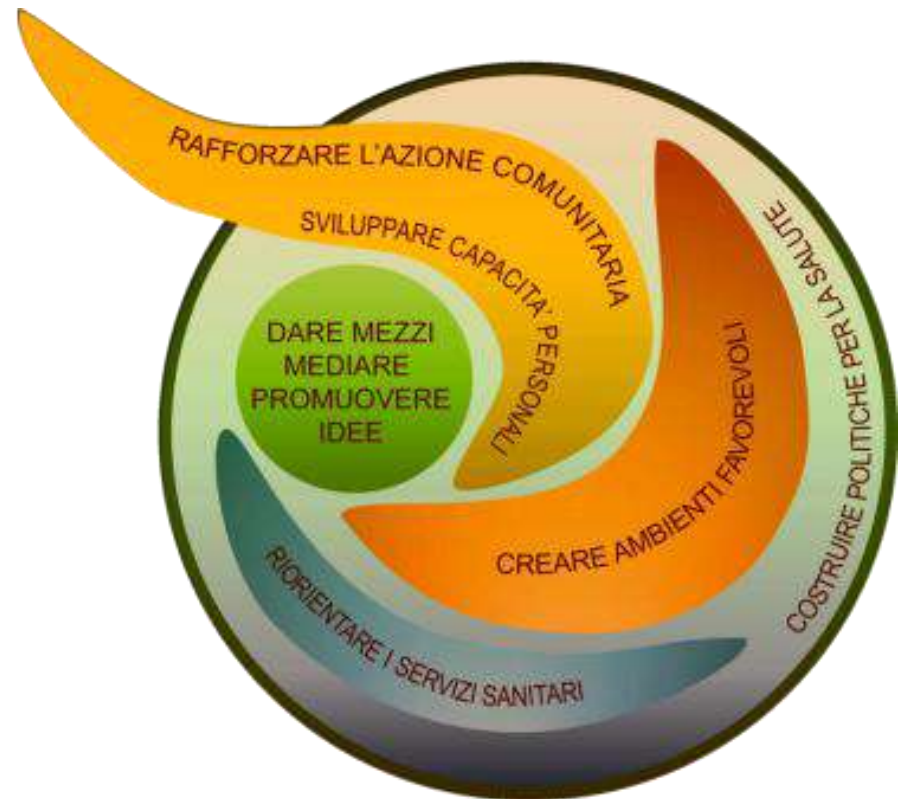 RAFFORZARE L'AZIONE COMUNITARIA
SVILUPPARE CAPACITA' PERSONALI
DARE MEZZI
MEDIARE
PROMUOVERE
IDEE
CREARE AMBIENTI FAVOREVOLI
COSTRUIRE POLITICHE PER LA SALUTE
RIORIENTARE I SERVIZI SANITARI